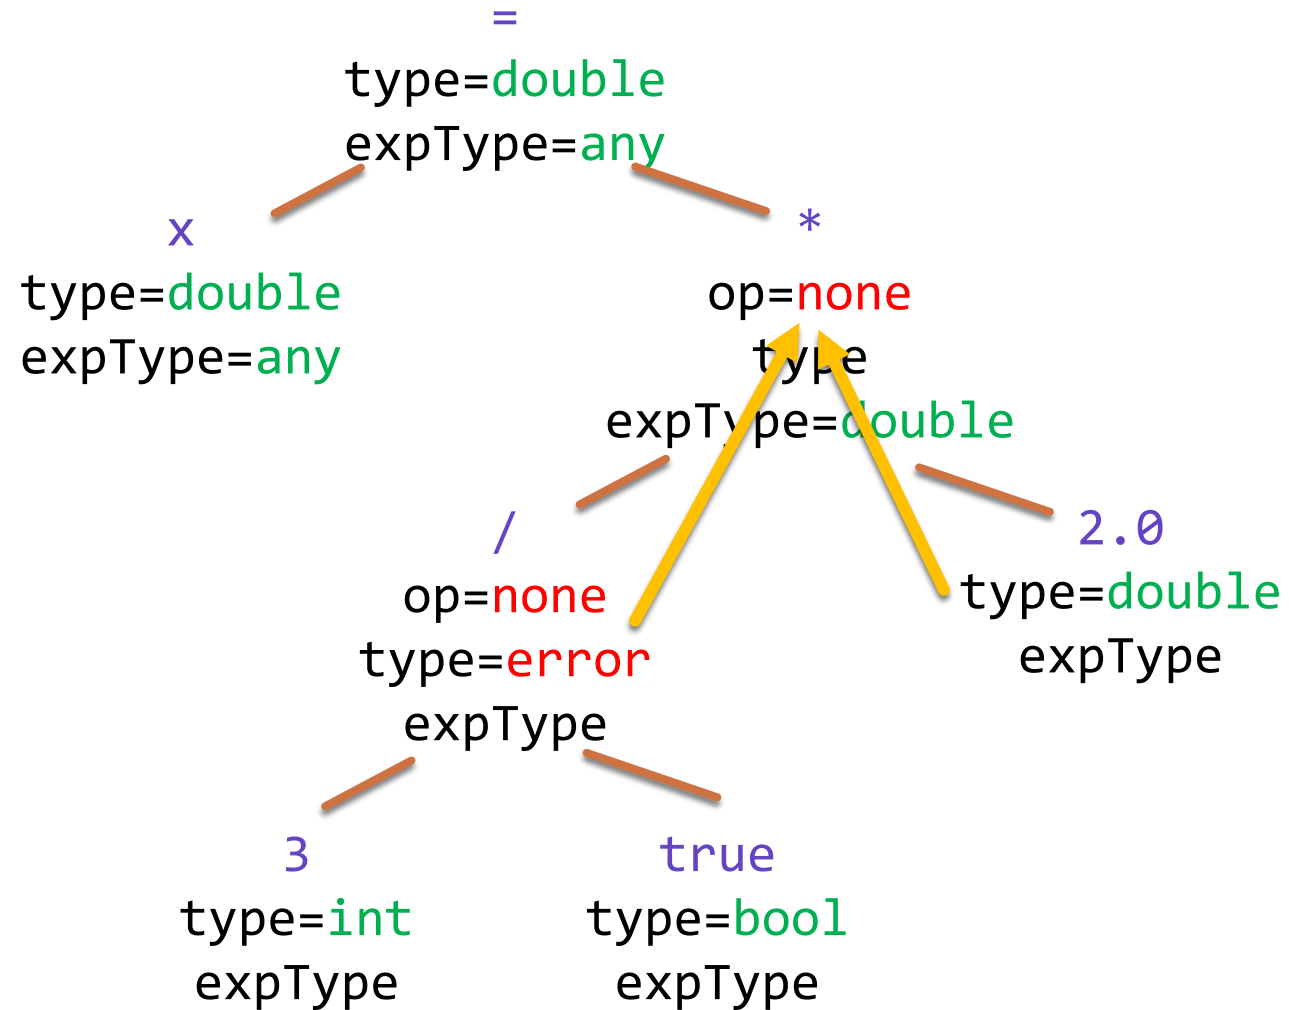 =
type=double
expType=any
x
type=double
expType=any
*
op=none
type
expType=double
/
op=none
type=error
expType
2.0
type=double
expType
3
type=int
expType
true
type=bool
expType